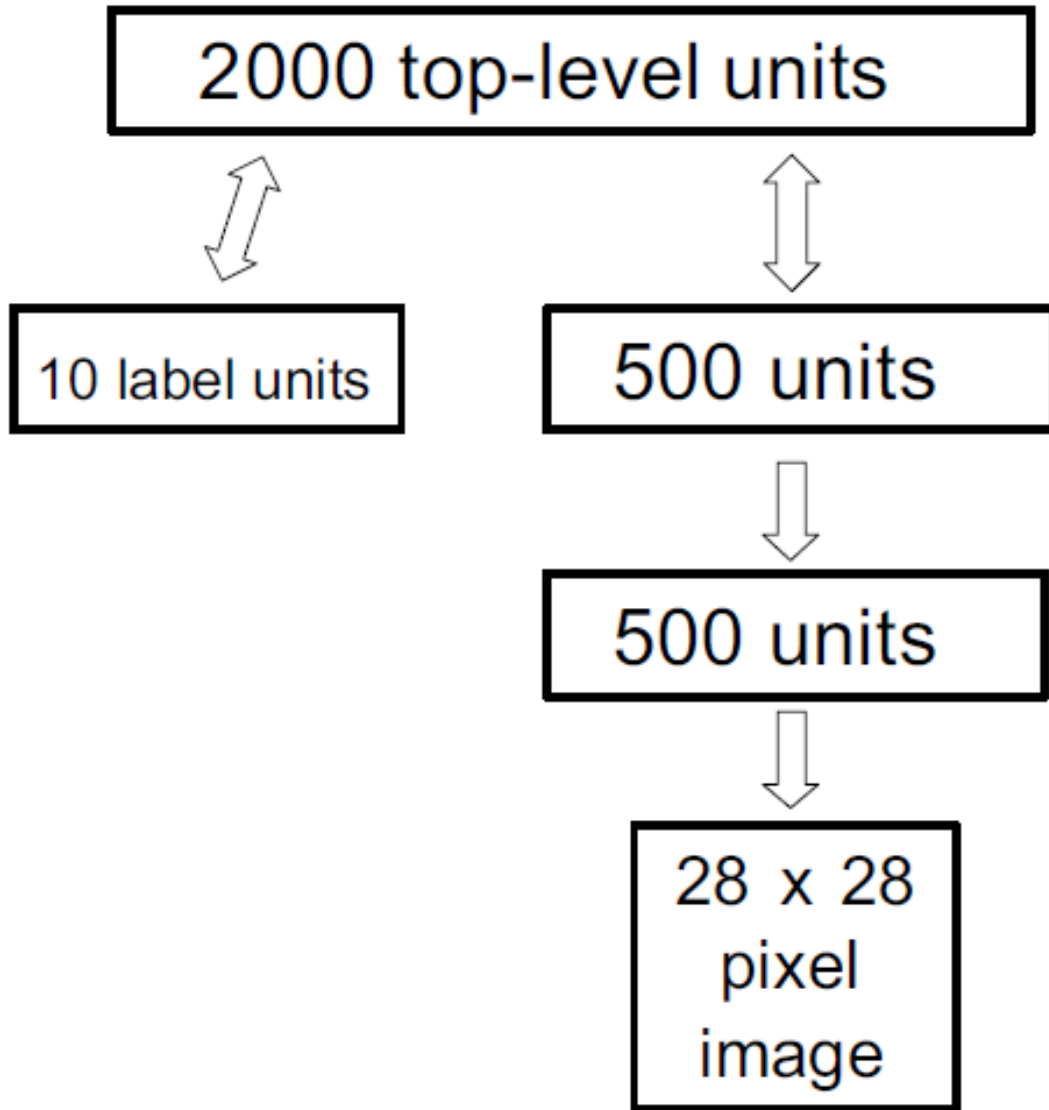 2000 top-level units
10 label units
500 units
500 units
28 x 28
pixel
image